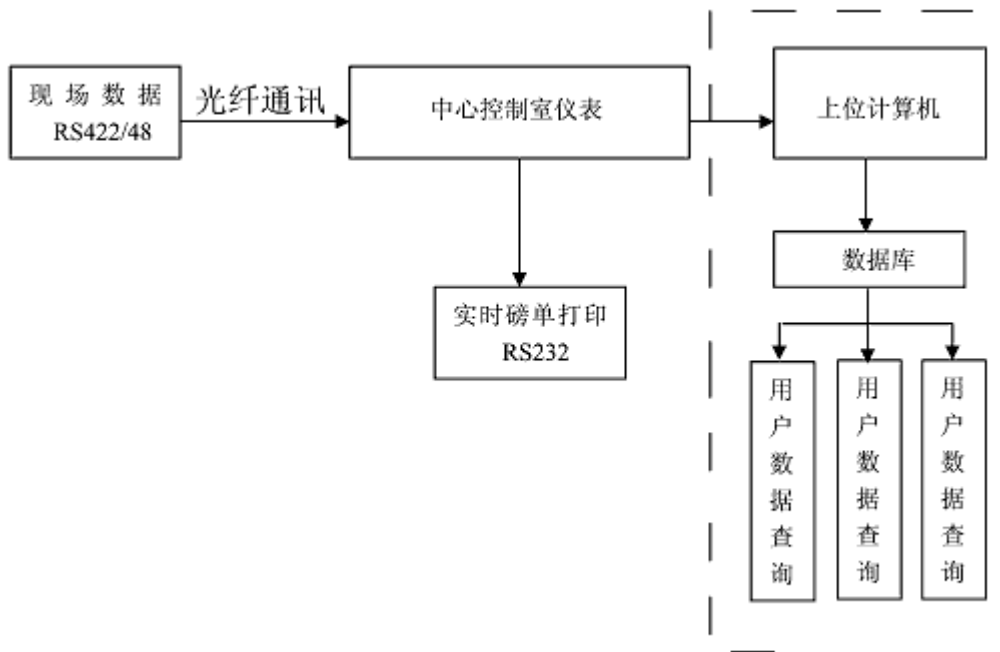 现场数据
RS422/48
光纤通讯
中心控制室仪表
上位计算机
实时磅单打印
RS232
数据库
用户数据查询
用户数据查询
用户数据查询